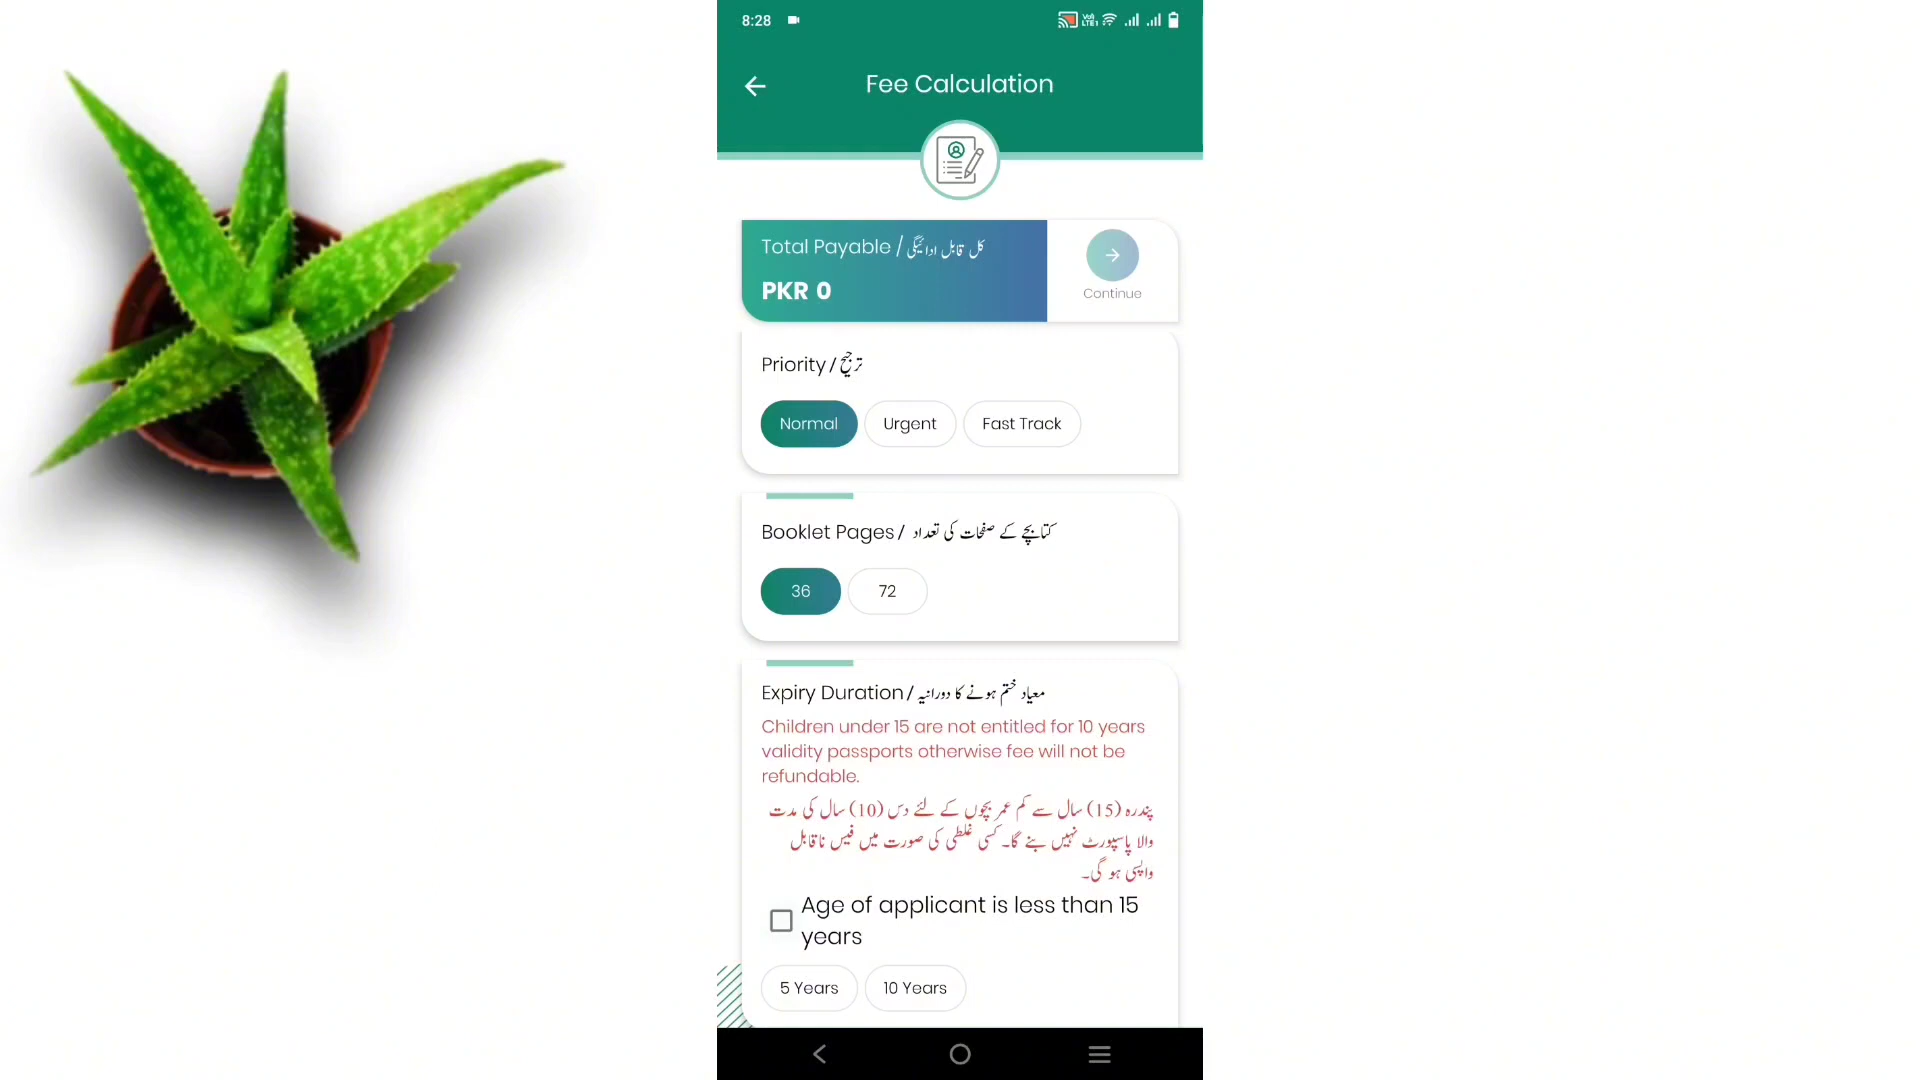 8:28
Vo) LTE1
Fee Calculation
Total Payable / کل قابل ادائیگی
PKR 0
Continue
Priority / ترجیح
Normal
Urgent
Fast Track
Booklet Pages / کتابچے کے صفحات کی تعداد
36
72
Expiry Duration / معیاد ختم ہونے کا دورانیہ
Children under 15 are not entitled for 10 years
validity passports otherwise fee will not be
refundable.
پندرہ (15) سال سے کم عمر بچوں کے لئے دس (10) سال کی مدت
والا پاسپورٹ نہیں بنے گا۔ کسی غلطی کی صورت میں فیس ناقابل
واپسی ہو گی۔
Age of applicant is less than 15
years
5 Years
10 Years